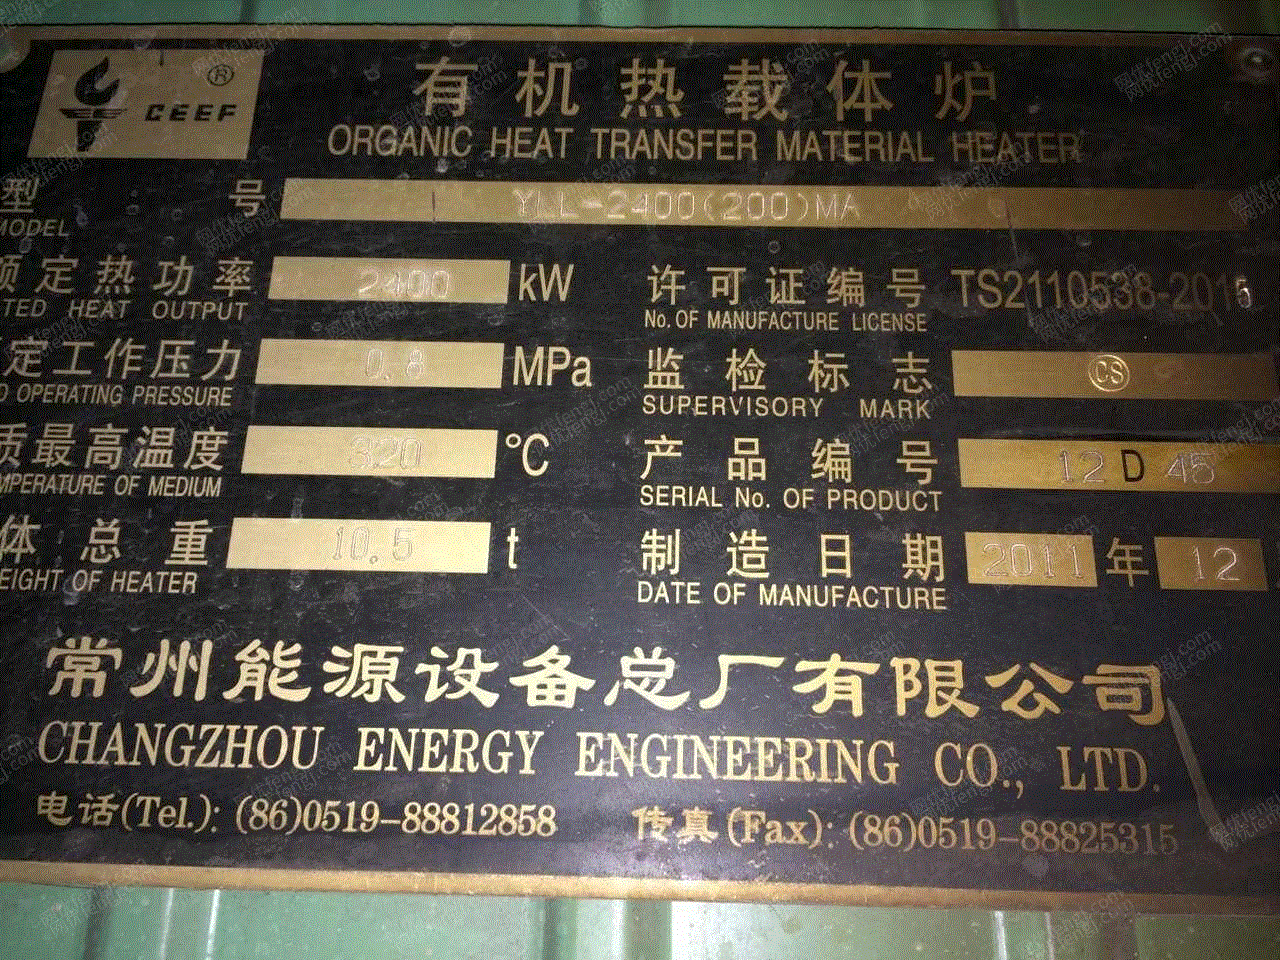 CEEF ®
有机热载体炉
ORGANIC HEAT TRANSFER MATERIAL HEATER
型 号 YLL-2400(200)MA
MODEL
额定热功率 2400 kW 许可证编号 TS2110538-2015
TED HEAT OUTPUT No. OF MANUFACTURE LICENSE
定工作压力 0.8 MPa 监检标志 CS
D OPERATING PRESSURE SUPERVISORY MARK
质最高温度 320 °C 产品编号 12 D 45
MPERATURE OF MEDIUM SERIAL No. OF PRODUCT
体总重 10.5 t 制造日期 2011 年 12
EIGHT OF HEATER DATE OF MANUFACTURE
常州能源设备总厂有限公司
CHANGZHOU ENERGY ENGINEERING CO., LTD.
电话(Tel.): (86)0519-88812858 传真(Fax): (86)0519-88825315